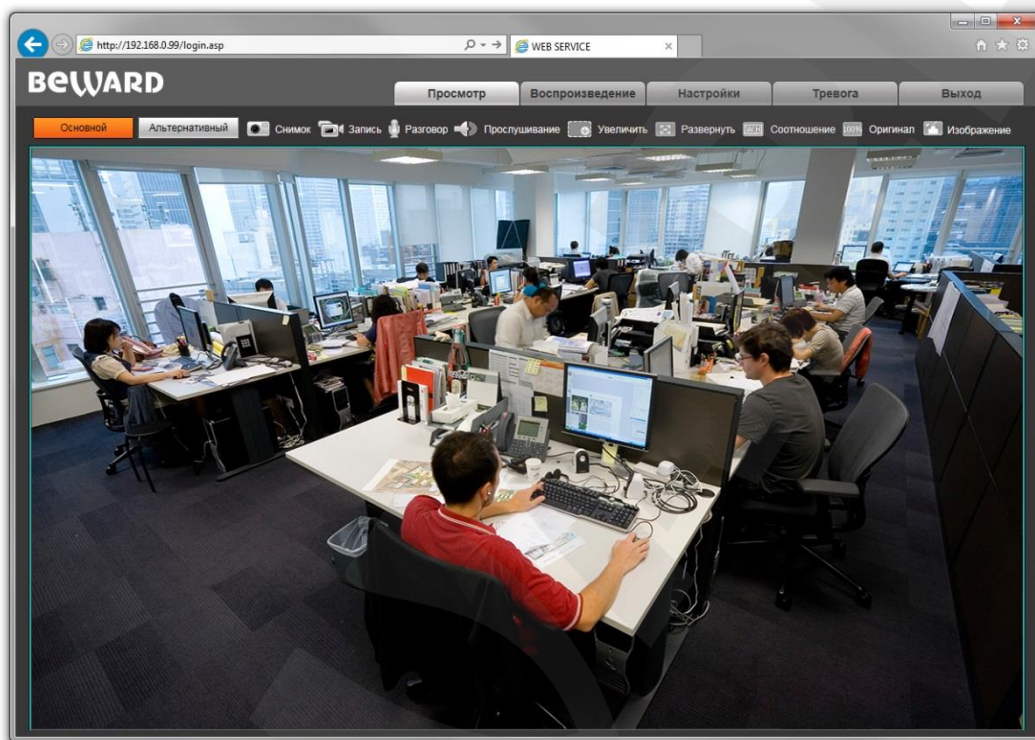 http://192.168.0.99/login.asp
WEB SERVICE
BEWARD
Просмотр
Воспроизведение
Настройки
Тревога
Выход
Основной
Альтернативный
Снимок
Запись
Разговор
Прослушивание
Увеличить
Развернуть
Соотношение
100%
Оригинал
Изображение